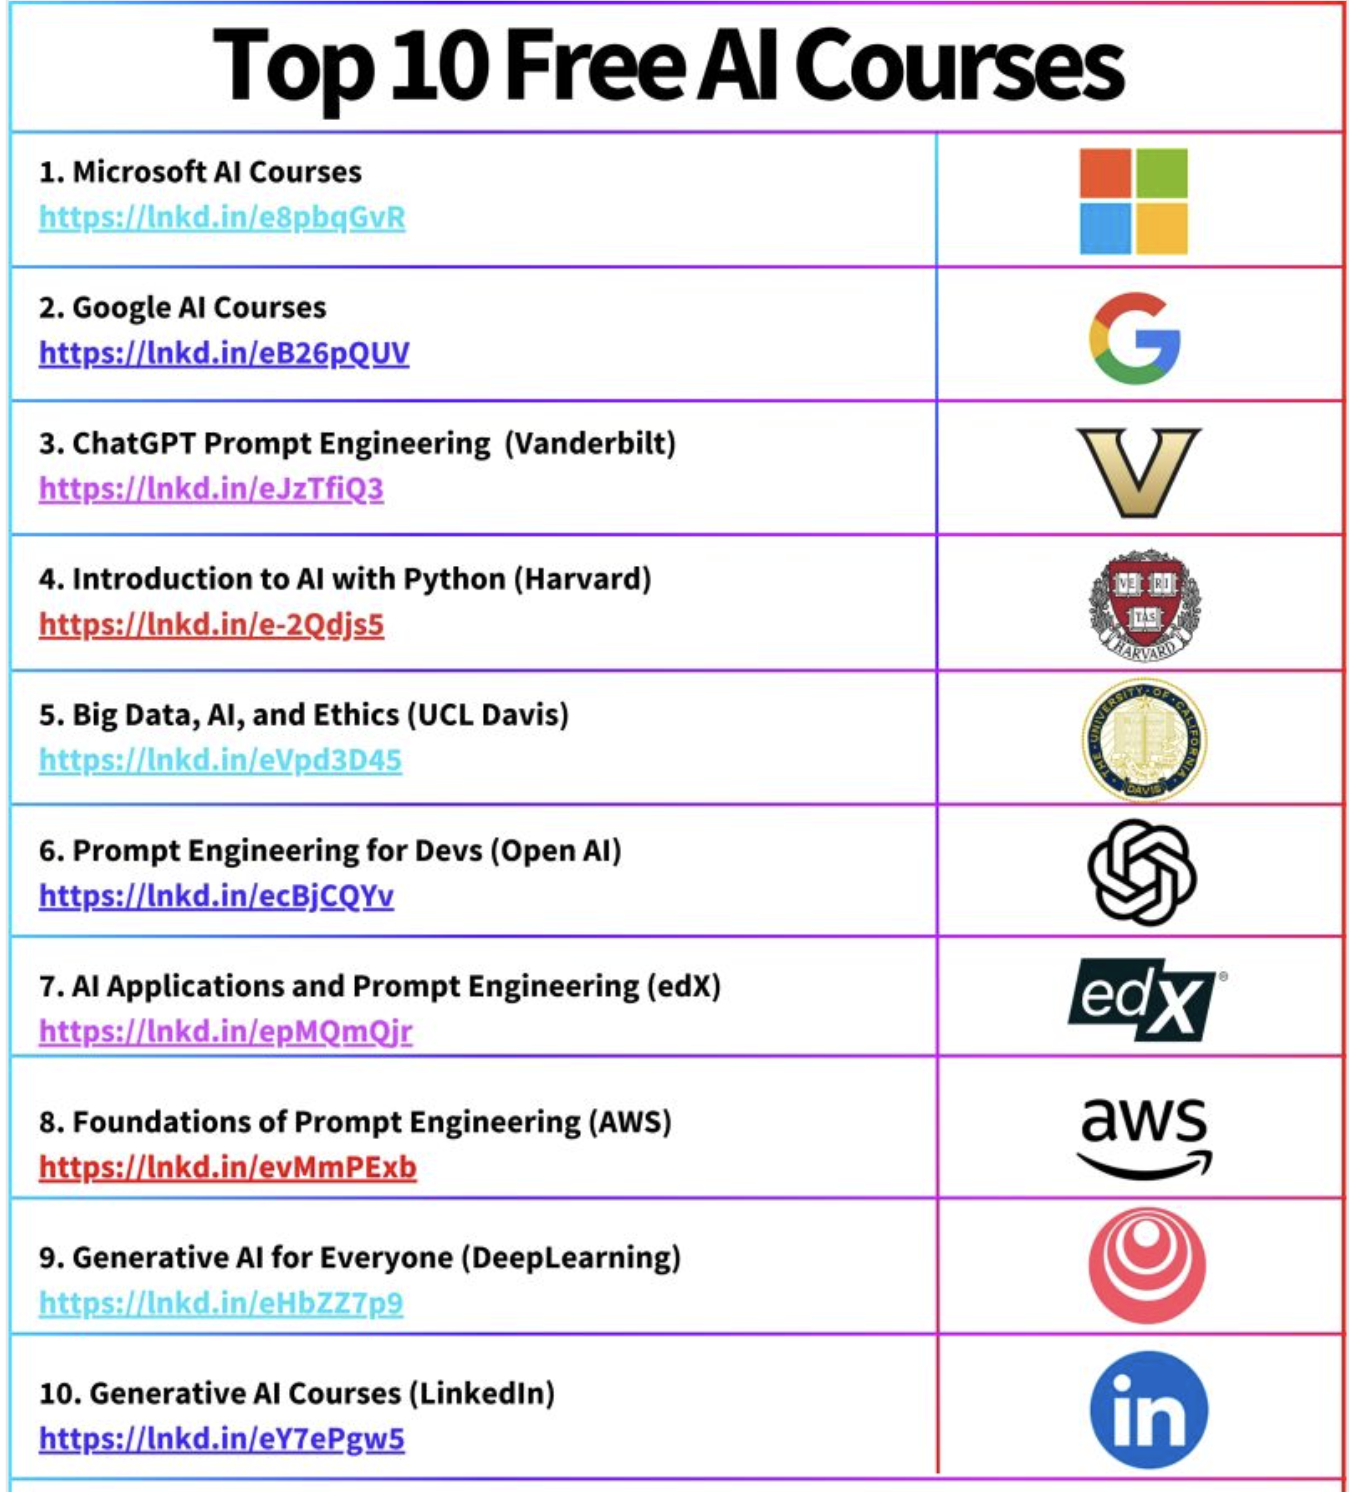 Top 10 Free AI Courses
1. Microsoft AI Courses
https://lnkd.in/e8pbqGvR
2. Google AI Courses
https://lnkd.in/eB26pQUV
3. ChatGPT Prompt Engineering (Vanderbilt)
https://lnkd.in/eJzTfiQ3
4. Introduction to AI with Python (Harvard)
https://lnkd.in/e-2Qdjs5
VE RI
TAS
HARVARD
5. Big Data, AI, and Ethics (UCL Davis)
https://lnkd.in/eVpd3D45
THE · UNIVERSITY · OF · CALIFORNIA ·
DAVIS
6. Prompt Engineering for Devs (Open AI)
https://lnkd.in/ecBjCQYv
7. AI Applications and Prompt Engineering (edX)
https://lnkd.in/epMQmQjr
edX®
8. Foundations of Prompt Engineering (AWS)
https://lnkd.in/evMmPExb
aws
9. Generative AI for Everyone (DeepLearning)
https://lnkd.in/eHbZZ7p9
10. Generative AI Courses (LinkedIn)
https://lnkd.in/eY7ePgw5
in